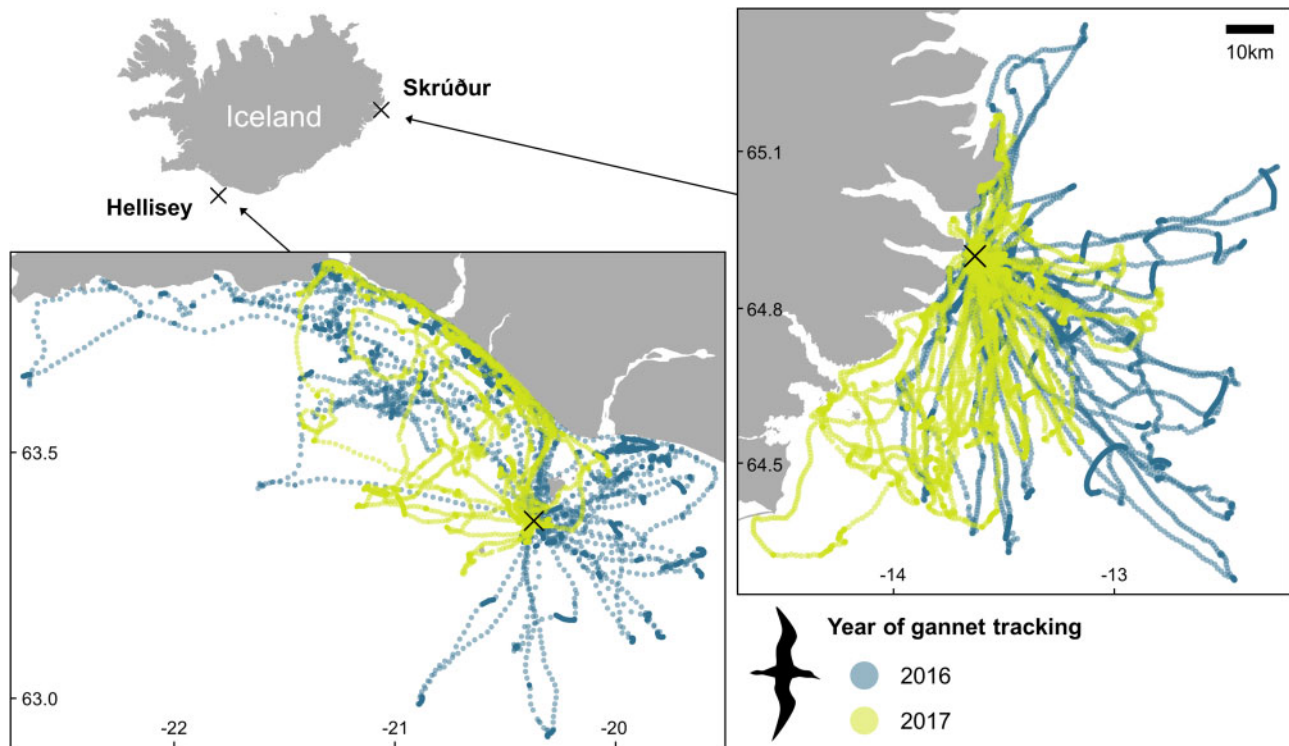 Iceland
Skrúður
Hellisey
10km
65.1
64.8
64.5
-14
-13
63.5
63.0
-22
-21
-20
Year of gannet tracking
2016
2017